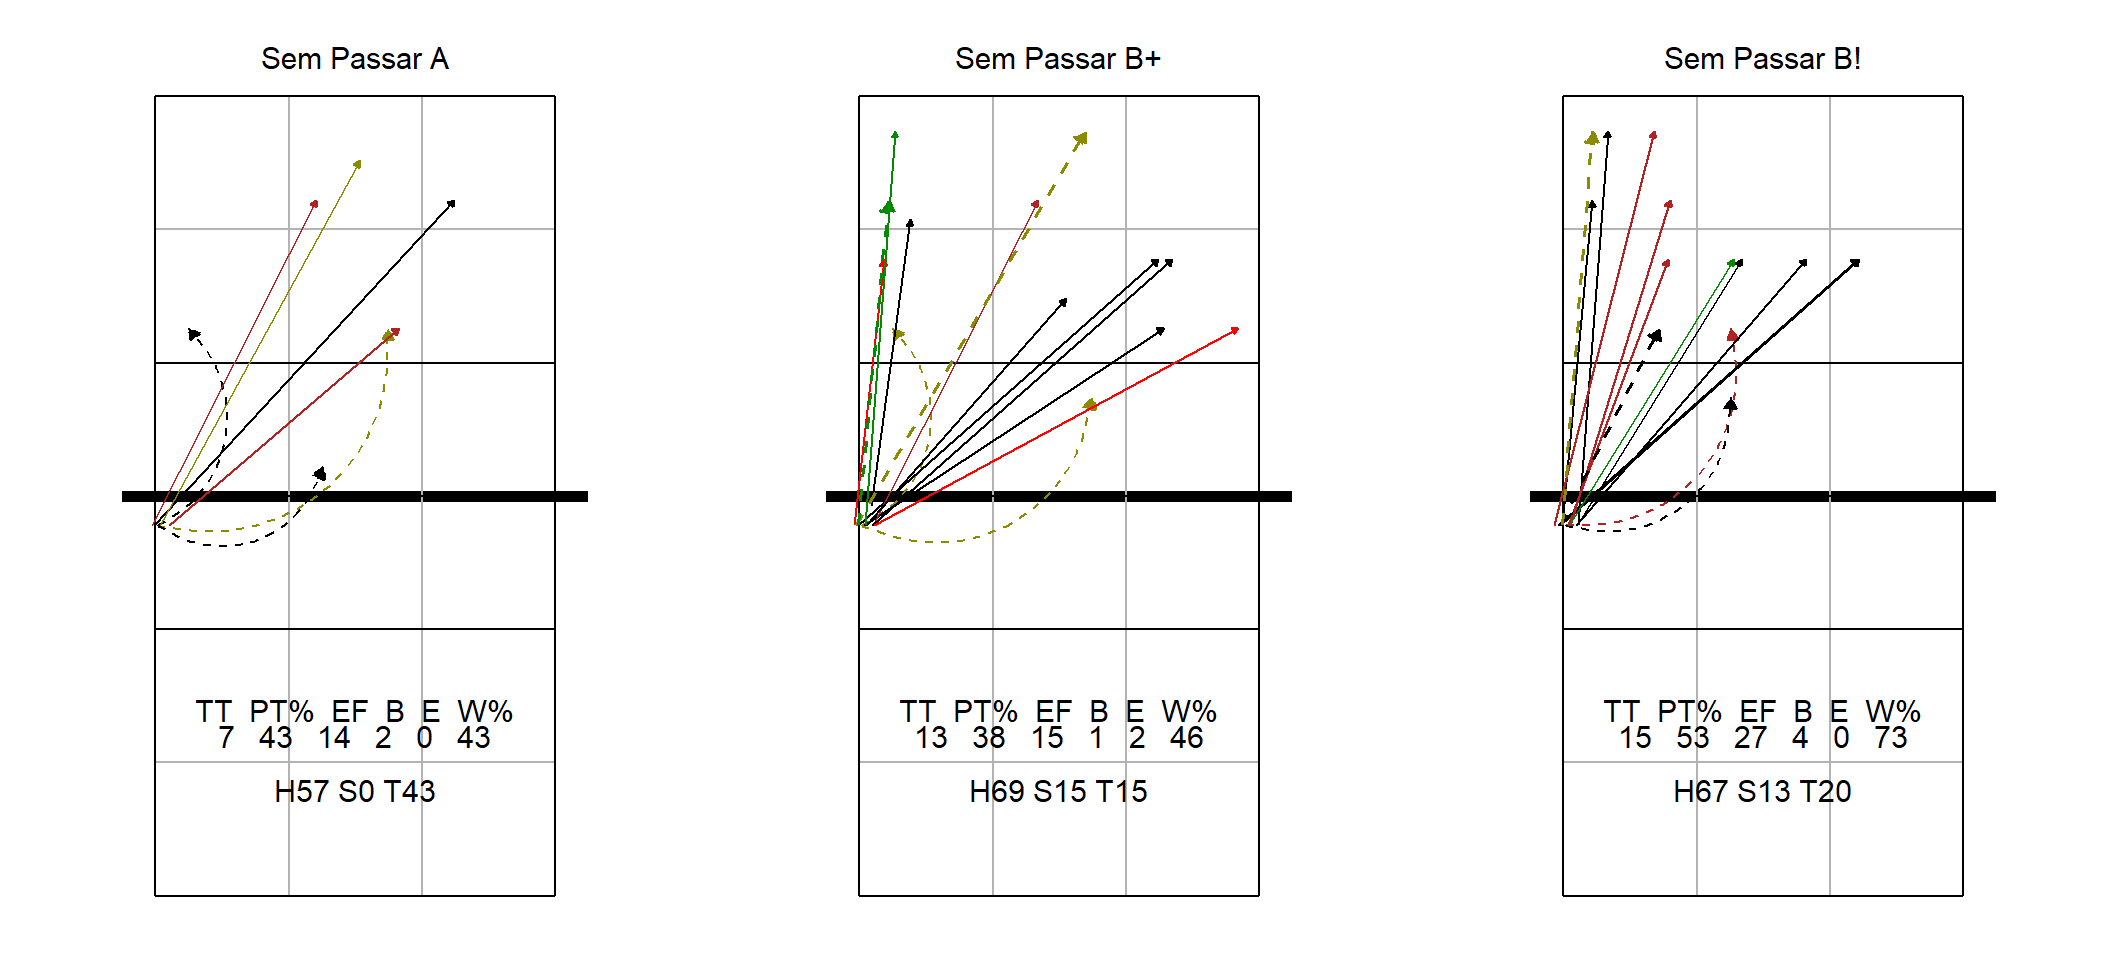 Sem Passar A
TT PT% EF B E W%
7 43 14 2 0 43
H57 S0 T43
Sem Passar B+
TT PT% EF B E W%
13 38 15 1 2 46
H69 S15 T15
Sem Passar B!
TT PT% EF B E W%
15 53 27 4 0 73
H67 S13 T20